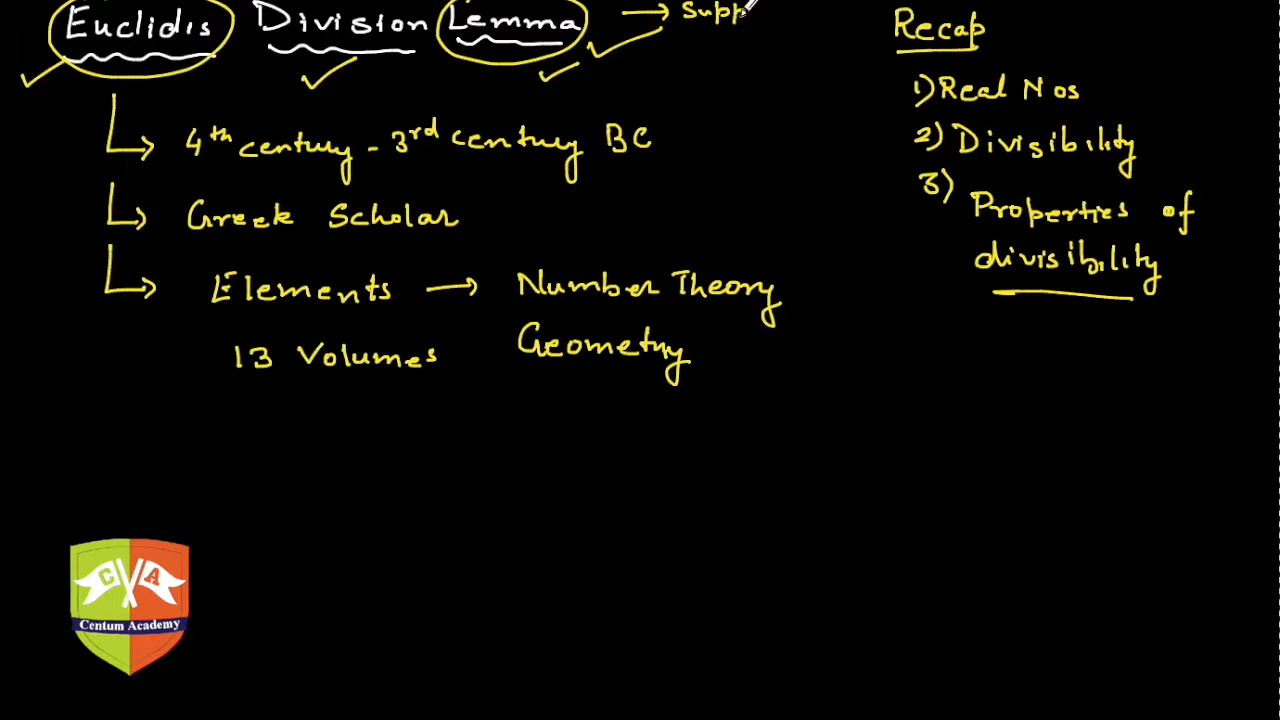 Euclid's Division Lemma → Supp
4th century - 3rd century BC
Greek Scholar
Elements → Number Theory
13 Volumes Geometry
Recap
1) Real Nos
2) Divisibility
3) Properties of
divisibility
C A
Centum Academy